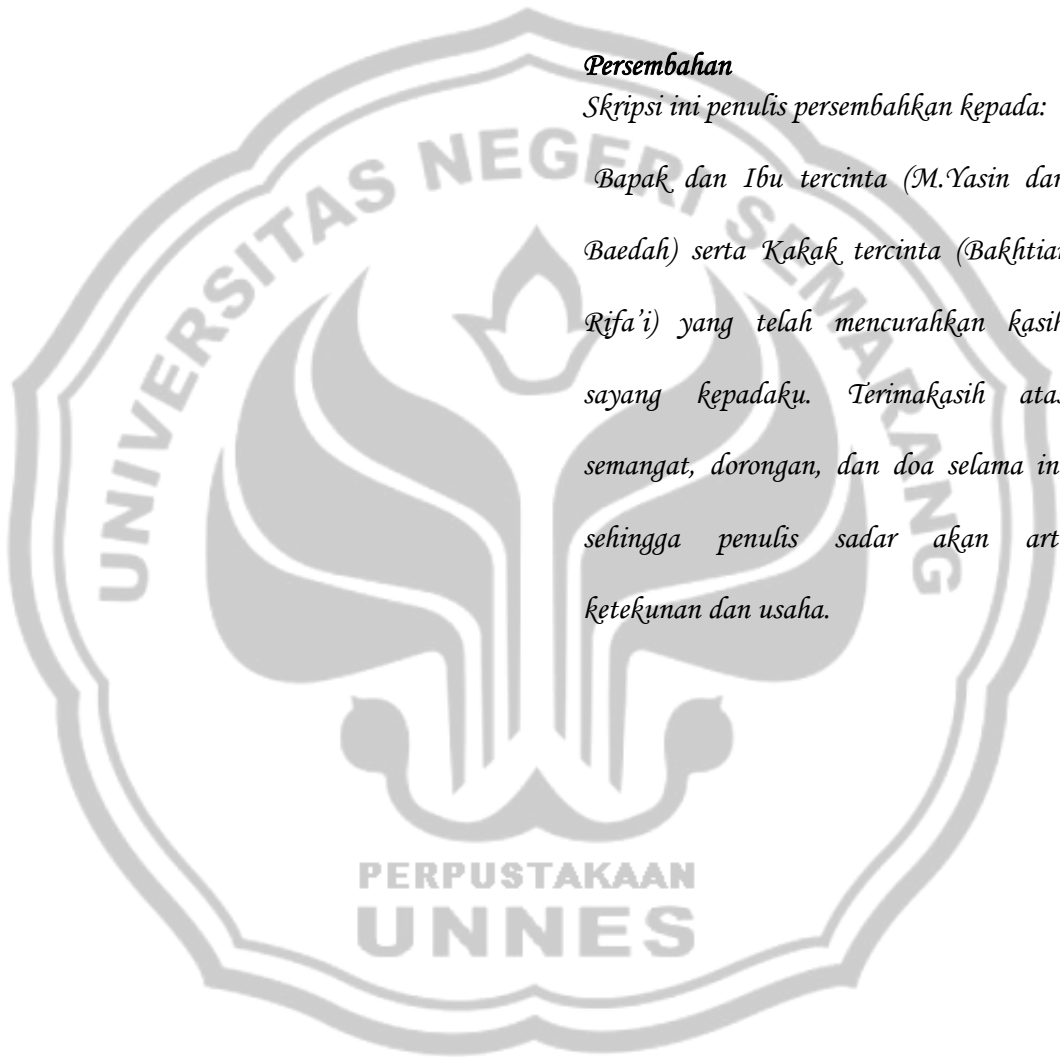 Persembahan
Skripsi ini penulis persembahkan kepada:
Bapak dan Ibu tercinta (M.Yasin dan
Baedah) serta Kakak tercinta (Bakhtiar
Rifa'i) yang telah mencurahkan kasih
sayang kepadaku. Terimakasih atas
semangat, dorongan, dan doa selama ini
sehingga penulis sadar akan arti
ketekunan dan usaha.
UNIVERSITAS NEGERI SEMARANG
PERPUSTAKAAN
UNNES